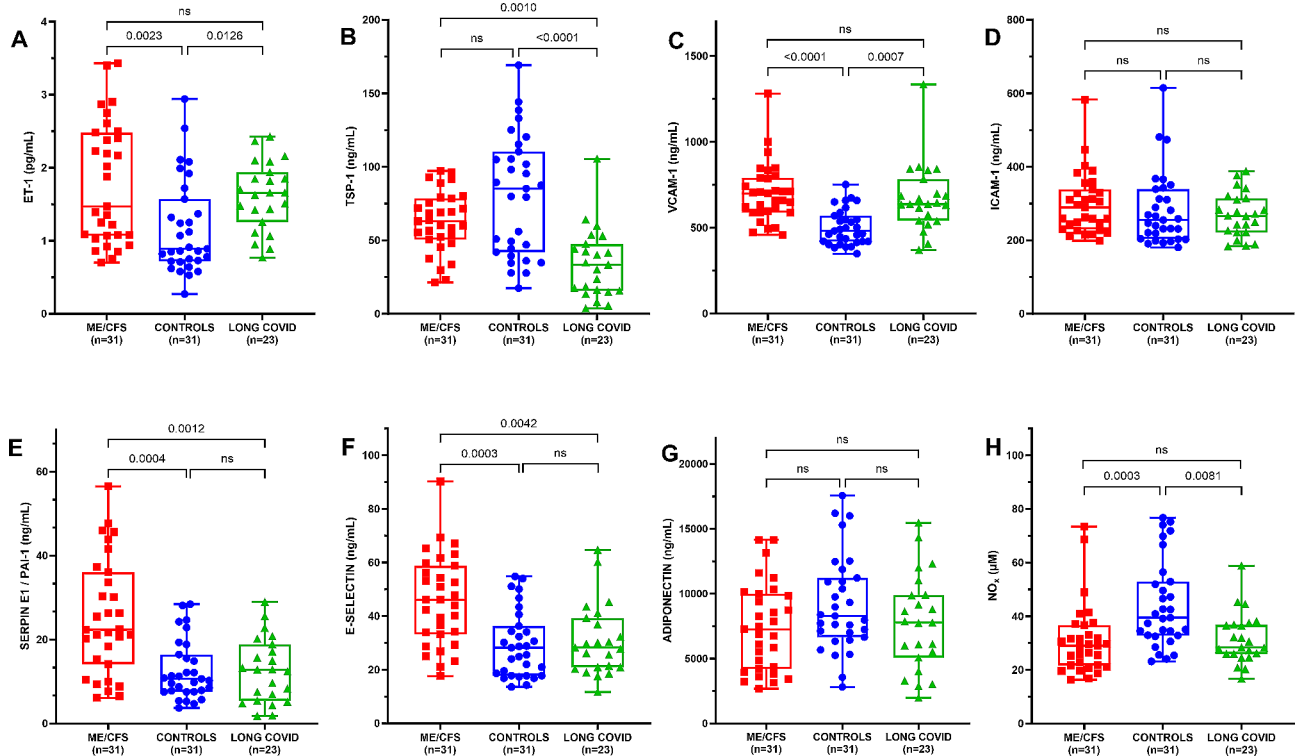 A
ns
0.0023
0.0126
ET-1 (pg/mL)
4
3
2
1
0
ME/CFS
(n=31)
CONTROLS
(n=31)
LONG COVID
(n=23)
B
0.0010
ns
<0.0001
TSP-1 (ng/mL)
200
150
100
50
0
ME/CFS
(n=31)
CONTROLS
(n=31)
LONG COVID
(n=23)
C
ns
<0.0001
0.0007
VCAM-1 (ng/mL)
1500
1000
500
0
ME/CFS
(n=31)
CONTROLS
(n=31)
LONG COVID
(n=23)
D
ns
ns
ns
ICAM-1 (ng/mL)
800
600
400
200
0
ME/CFS
(n=31)
CONTROLS
(n=31)
LONG COVID
(n=23)
E
0.0012
0.0004
ns
SERPIN E1 / PAI-1 (ng/mL)
60
40
20
0
ME/CFS
(n=31)
CONTROLS
(n=31)
LONG COVID
(n=23)
F
0.0042
0.0003
ns
E-SELECTIN (ng/mL)
100
80
60
40
20
0
ME/CFS
(n=31)
CONTROLS
(n=31)
LONG COVID
(n=23)
G
ns
ns
ns
ADIPONECTIN (ng/mL)
20000
15000
10000
5000
0
ME/CFS
(n=31)
CONTROLS
(n=31)
LONG COVID
(n=23)
H
ns
0.0003
0.0081
NOx (µM)
100
80
60
40
20
0
ME/CFS
(n=31)
CONTROLS
(n=31)
LONG COVID
(n=23)